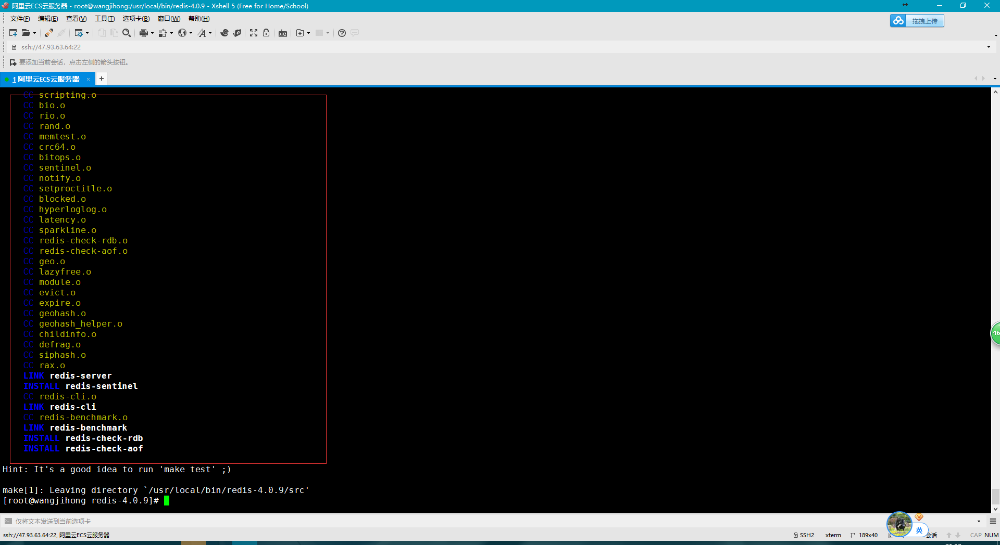 阿里云ECS云服务器 - root@wangjihong:/usr/local/bin/redis-4.0.9 - Xshell 5 (Free for Home/School)
文件(F) 编辑(E) 查看(V) 工具(T) 选项卡(B) 窗口(W) 帮助(H)
拖拽上传
ssh://47.93.63.64:22
要添加当前会话，点击左侧的箭头按钮。
1 阿里云ECS云服务器
CC scripting.o
CC bio.o
CC rio.o
CC rand.o
CC memtest.o
CC crc64.o
CC bitops.o
CC sentinel.o
CC notify.o
CC setproctitle.o
CC blocked.o
CC hyperloglog.o
CC latency.o
CC sparkline.o
CC redis-check-rdb.o
CC redis-check-aof.o
CC geo.o
CC lazyfree.o
CC module.o
CC evict.o
CC expire.o
CC geohash.o
CC geohash_helper.o
CC childinfo.o
CC defrag.o
CC siphash.o
CC rax.o
LINK redis-server
INSTALL redis-sentinel
CC redis-cli.o
LINK redis-cli
CC redis-benchmark.o
LINK redis-benchmark
INSTALL redis-check-rdb
INSTALL redis-check-aof
Hint: It's a good idea to run 'make test' ;)
make[1]: Leaving directory `/usr/local/bin/redis-4.0.9/src'
[root@wangjihong redis-4.0.9]#
46
仅将文本发送到当前选项卡
英
ssh://47.93.63.64:22, 阿里云ECS云服务器 SSH2 xterm 189x40 会话 CAP NUM